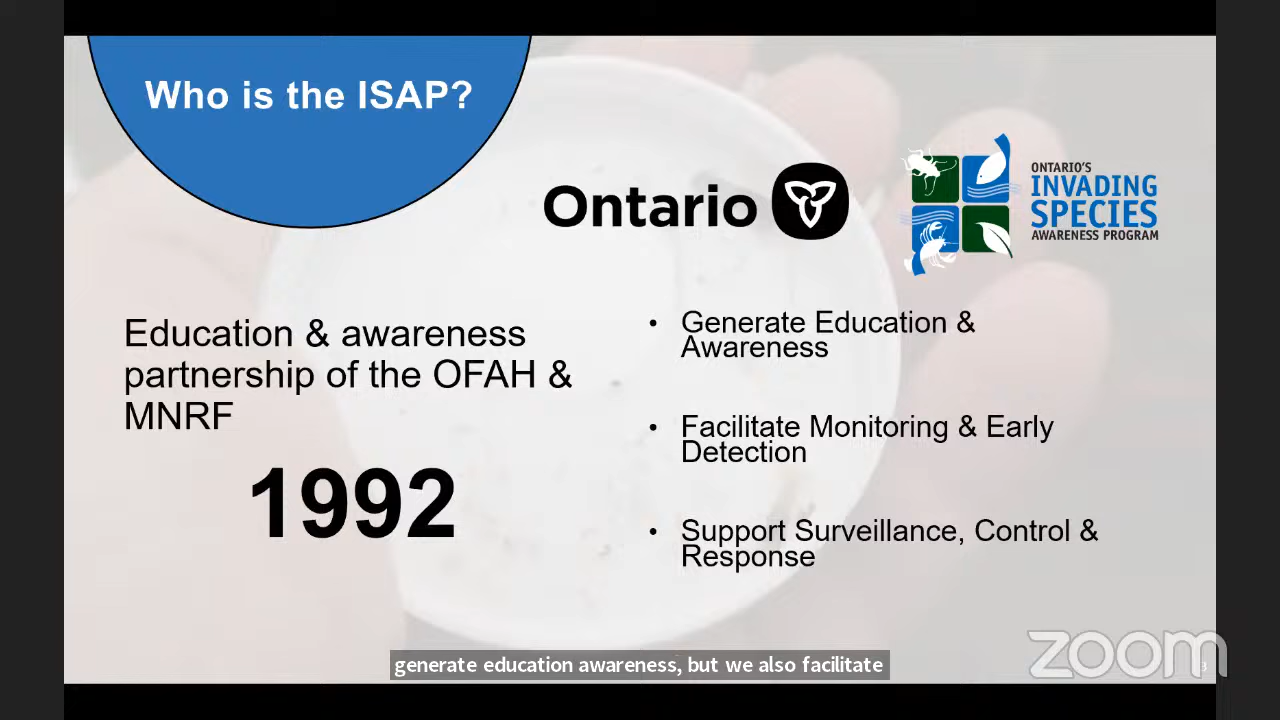 Who is the ISAP?
Ontario
ONTARIO'S
INVADING
SPECIES
AWARENESS PROGRAM
Education & awareness
partnership of the OFAH &
MNRF
1992
• Generate Education &
Awareness
• Facilitate Monitoring & Early
Detection
• Support Surveillance, Control &
Response
generate education awareness, but we also facilitate
zoom